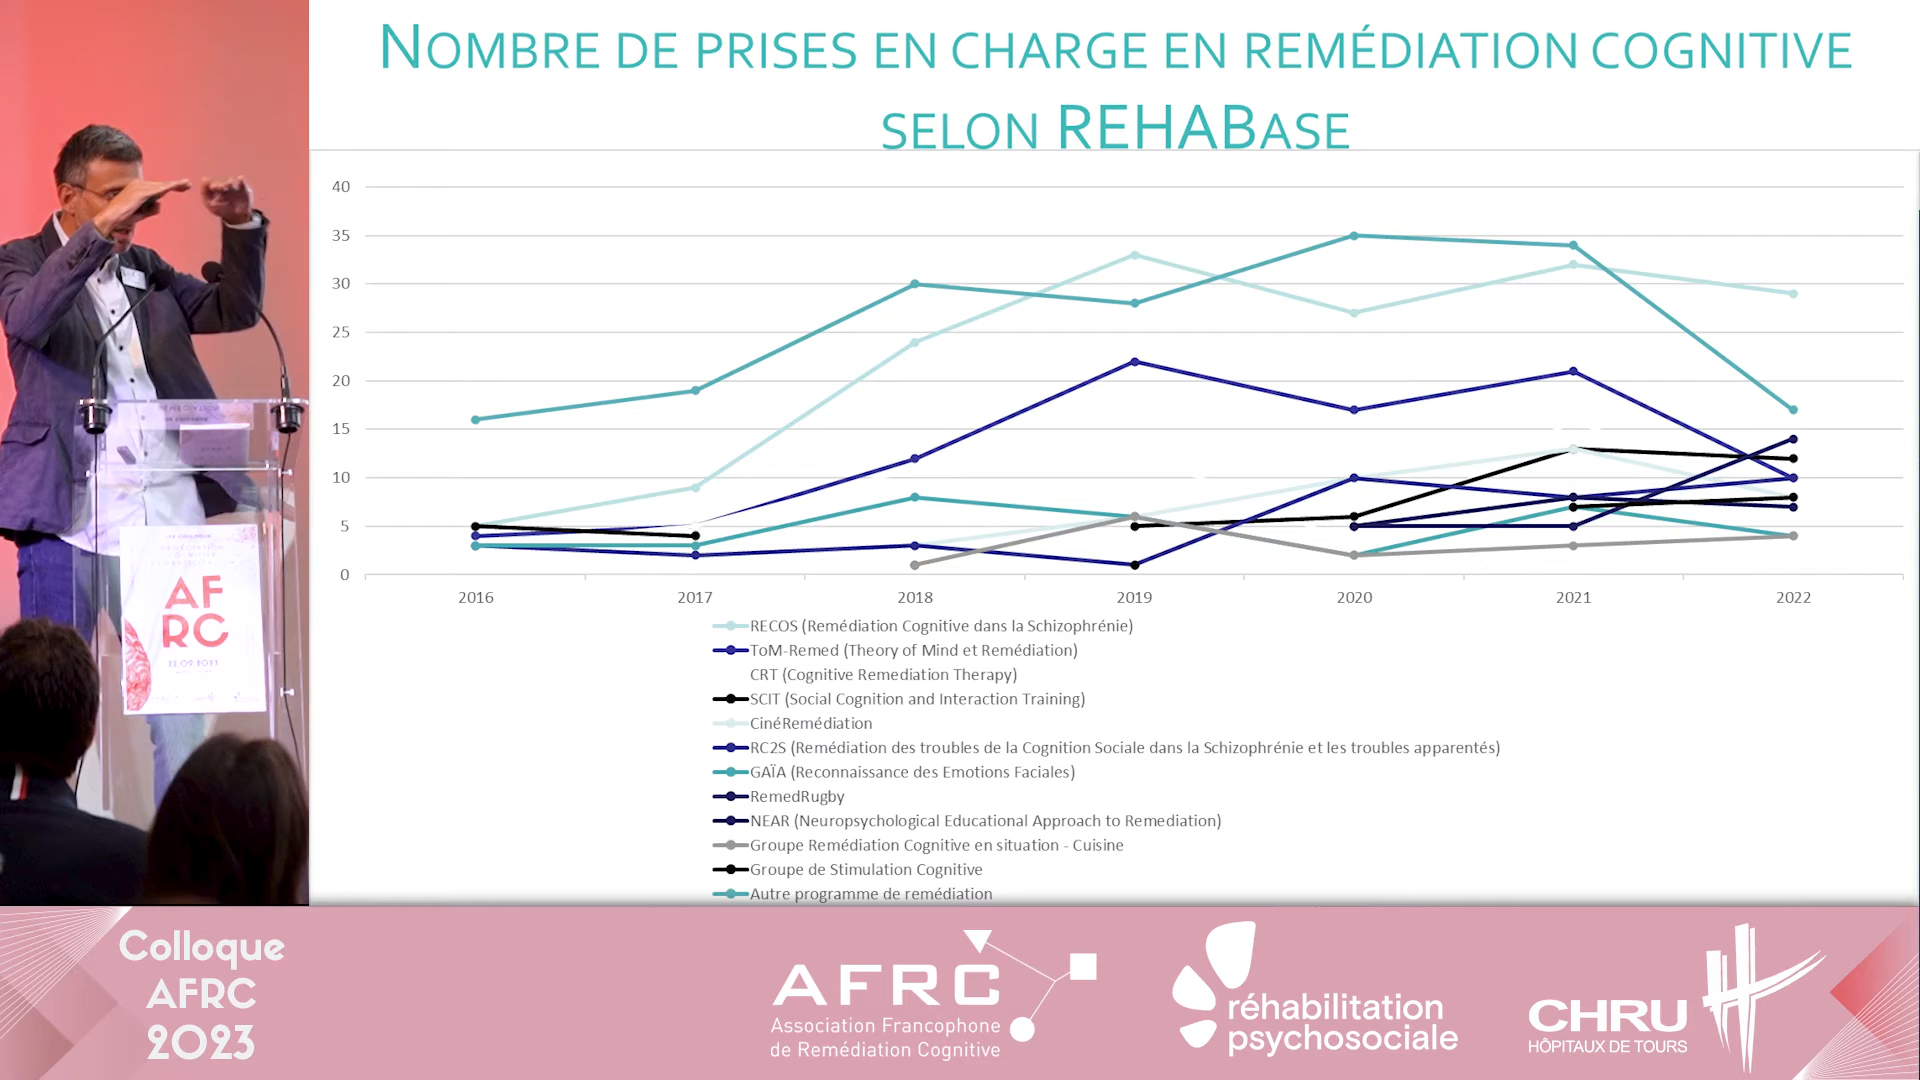 NOMBRE DE PRISES EN CHARGE EN REMÉDIATION COGNITIVE
SELON REHABASE
40
35
30
25
20
15
10
5
0
2016 2017 2018 2019 2020 2021 2022
RECOS (Remédiation Cognitive dans la Schizophrénie)
ToM-Remed (Theory of Mind et Remédiation)
CRT (Cognitive Remediation Therapy)
SCIT (Social Cognition and Interaction Training)
CinéRemédiation
RC2S (Remédiation des troubles de la Cognition Sociale dans la Schizophrénie et les troubles apparentés)
GAÏA (Reconnaissance des Emotions Faciales)
RemedRugby
NEAR (Neuropsychological Educational Approach to Remediation)
Groupe Remédiation Cognitive en situation - Cuisine
Groupe de Stimulation Cognitive
Autre programme de remédiation
AF
RC
22.09.2023
Colloque
AFRC
2023
AFRC
Association Francophone
de Remédiation Cognitive
réhabilitation
psychosociale
CHRU
HÔPITAUX DE TOURS